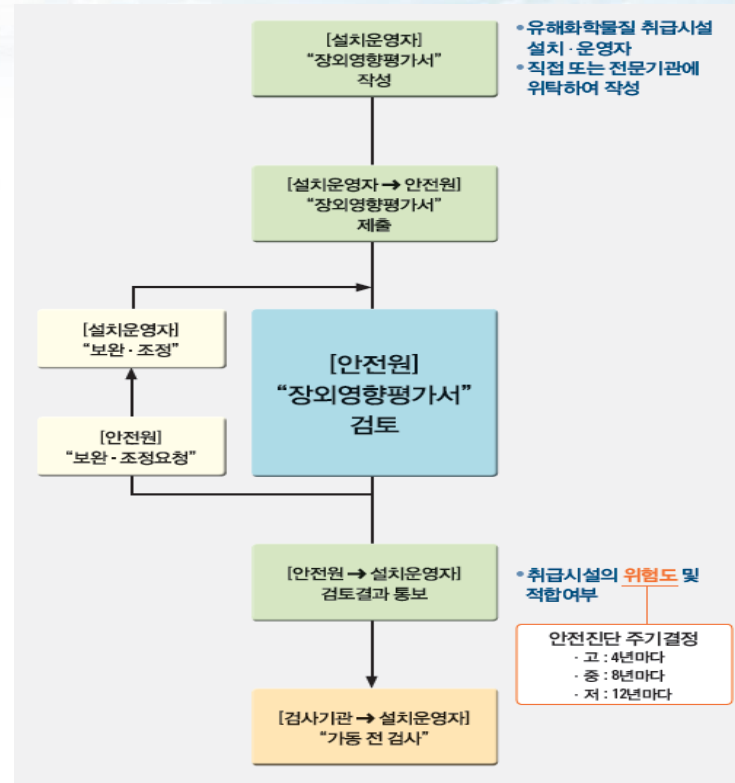 [설치운영자]
“장외영향평가서”
작성
• 유해화학물질 취급시설
설치 · 운영자
• 직접 또는 전문기관에
위탁하여 작성
[설치운영자 → 안전원]
“장외영향평가서”
제출
[설치운영자]
“보완 · 조정”
[안전원]
“보완 - 조정요청”
[안전원]
“장외영향평가서”
검토
[안전원 → 설치운영자]
검토결과 통보
• 취급시설의 위험도 및
적합여부
안전진단 주기결정
· 고 : 4년마다
· 중 : 8년마다
· 저 : 12년마다
[검사기관 → 설치운영자]
“가동 전 검사”